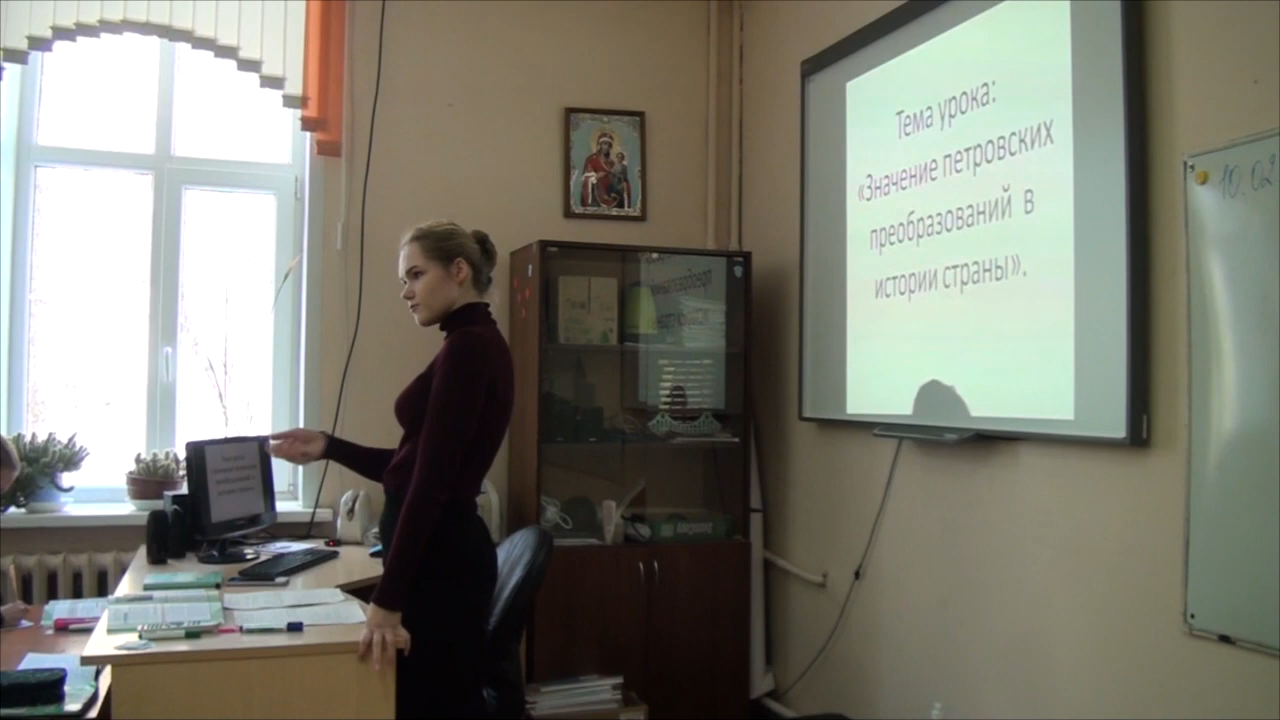 Тема урока:
«Значение петровских
преобразований в
истории страны».
10.02